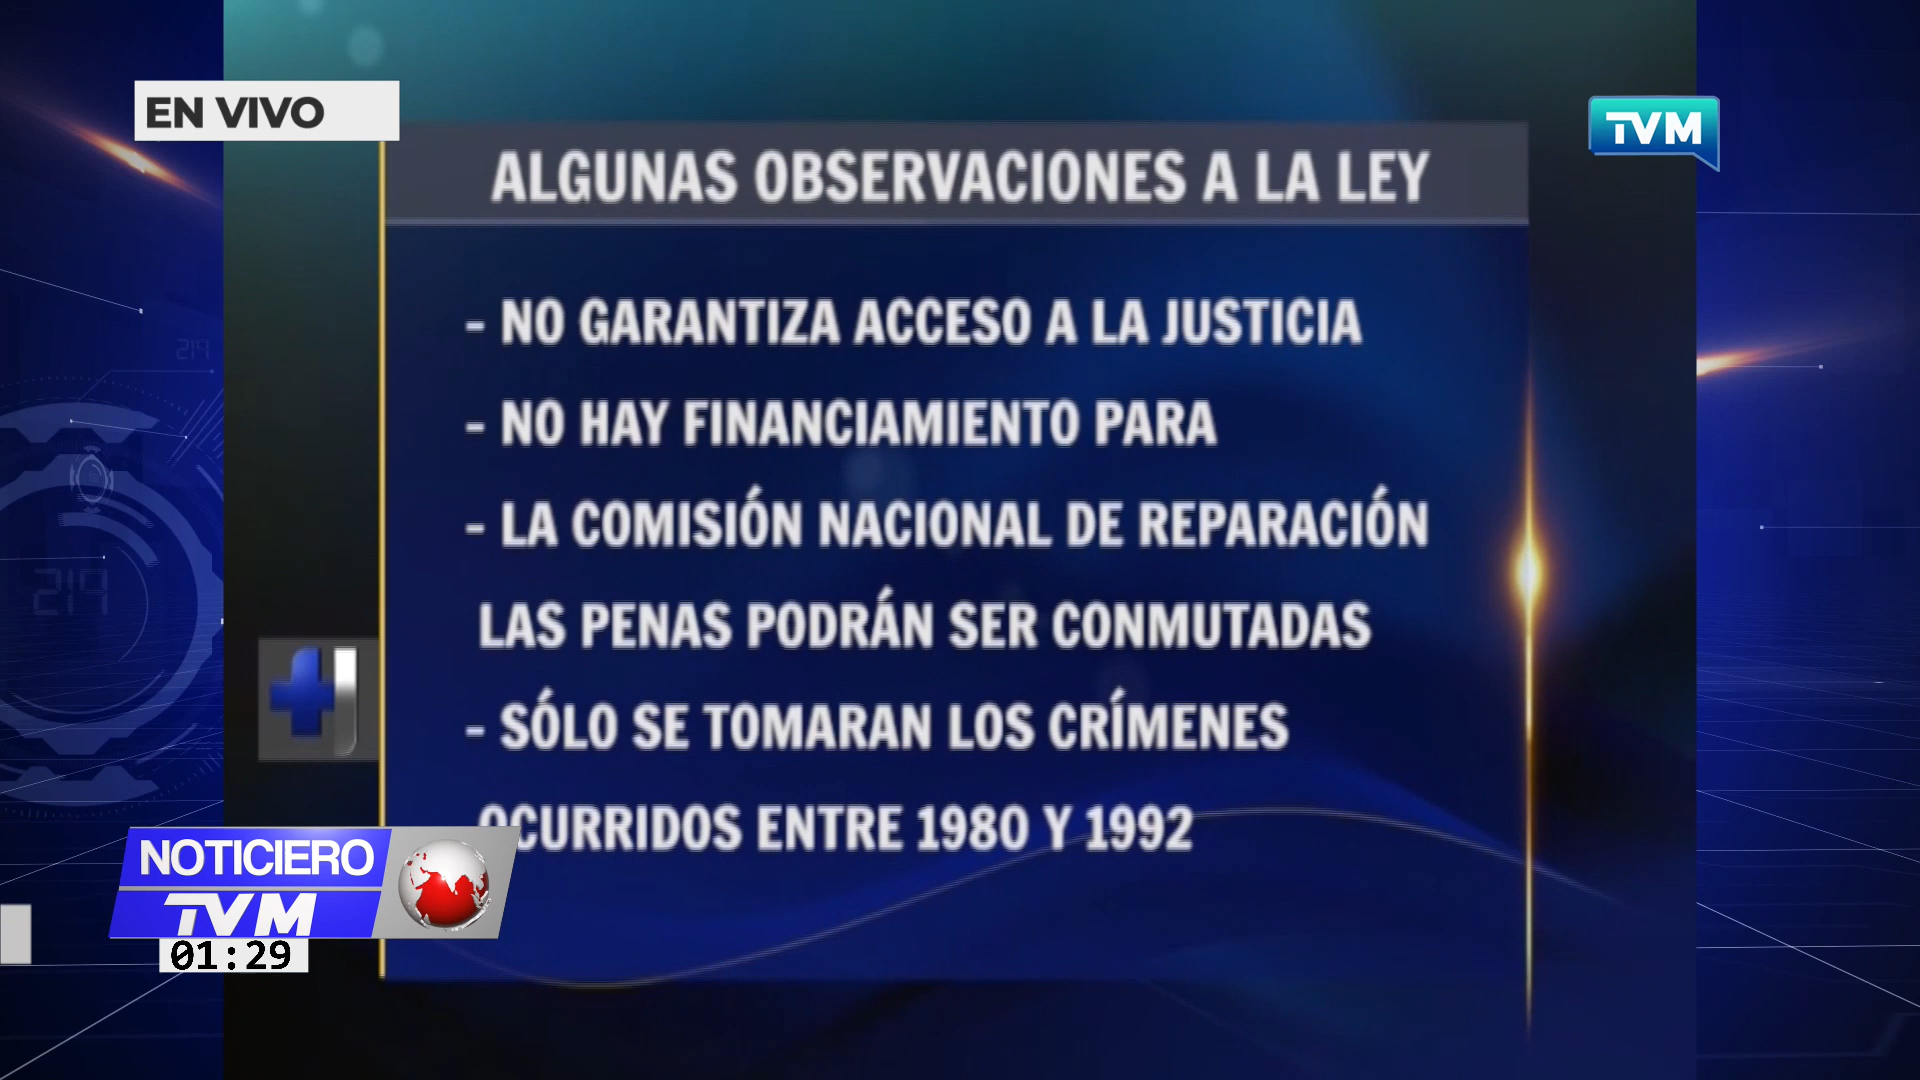 EN VIVO
TVM
ALGUNAS OBSERVACIONES A LA LEY
- NO GARANTIZA ACCESO A LA JUSTICIA
- NO HAY FINANCIAMIENTO PARA
- LA COMISIÓN NACIONAL DE REPARACIÓN
LAS PENAS PODRÁN SER CONMUTADAS
- SÓLO SE TOMARAN LOS CRÍMENES
OCURRIDOS ENTRE 1980 Y 1992
219
219
NOTICIERO
TVM
01:29